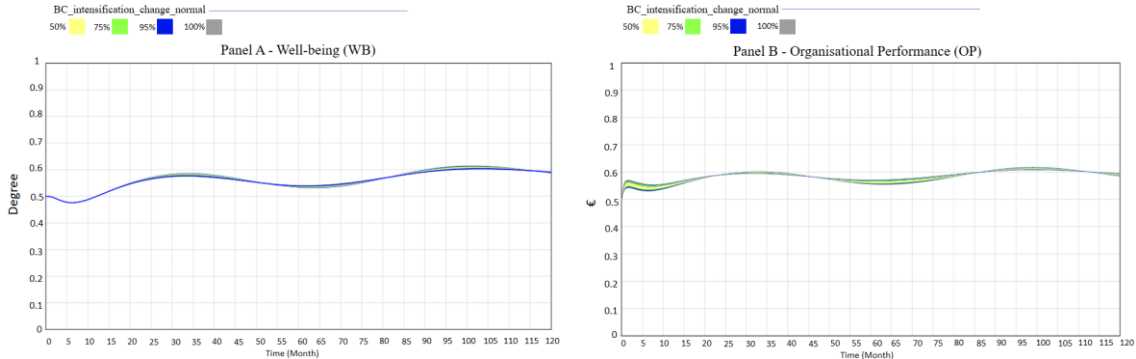 BC_intensification_change_normal
50% 75% 95% 100%
Panel A - Well-being (WB)
1
0.9
0.8
0.7
0.6
0.5
0.4
0.3
0.2
0.1
0
Degree
0 5 10 15 20 25 30 35 40 45 50 55 60 65 70 75 80 85 90 95 100 105 110 115 120
Time (Month)
BC_intensification_change_normal
50% 75% 95% 100%
Panel B - Organisational Performance (OP)
1
0.9
0.8
0.7
0.6
0.5
0.4
0.3
0.2
0.1
0
€
0 5 10 15 20 25 30 35 40 45 50 55 60 65 70 75 80 85 90 95 100 105 110 115 120
Time (Month)